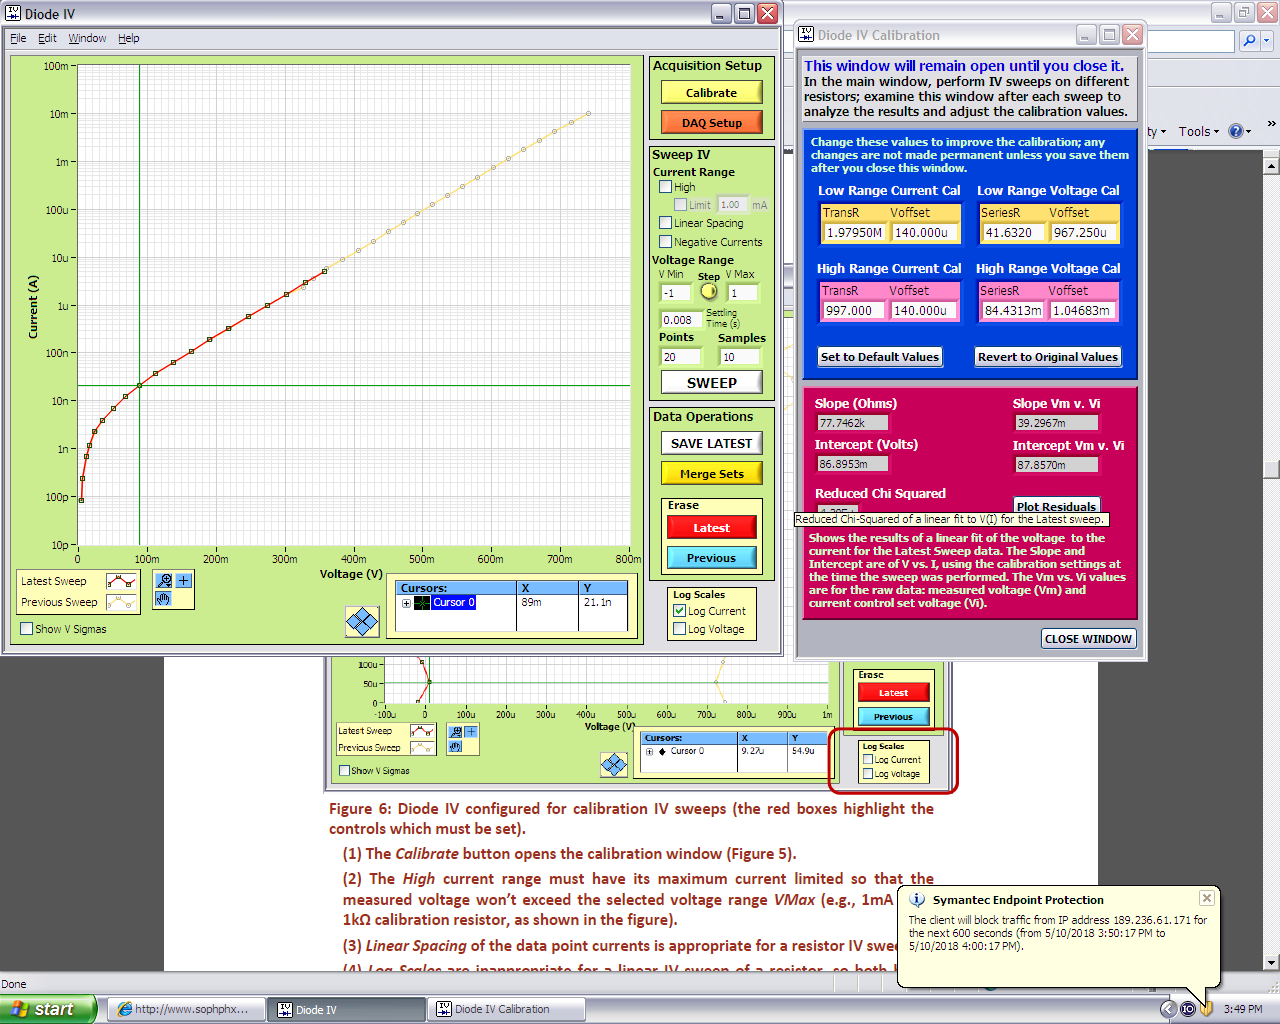 Diode IV
File Edit Window Help
100m
10m
1m
100u
10u
1u
100n
10n
1n
100p
10p
Current (A)
0 100m 200m 300m 400m 500m 600m 700m 800m
Voltage (V)
Latest Sweep
Previous Sweep
Show V Sigmas
Cursors: X Y
Cursor 0 89m 21.1n
Acquisition Setup
Calibrate
DAQ Setup
Sweep IV
Current Range
High
Limit 1.00 mA
Linear Spacing
Negative Currents
Voltage Range
V Min Step V Max
-1 1
0.008 Settling
Time (s)
Points Samples
20 10
SWEEP
Data Operations
SAVE LATEST
Merge Sets
Erase
Latest
Previous
Log Scales
Log Current
Log Voltage
Diode IV Calibration
This window will remain open until you close it.
In the main window, perform IV sweeps on different
resistors; examine this window after each sweep to
analyze the results and adjust the calibration values.
Change these values to improve the calibration; any
changes are not made permanent unless you save them
after you close this window.
Low Range Current Cal Low Range Voltage Cal
TransR Voffset SeriesR Voffset
1.97950M 140.000u 41.6320 967.250u
High Range Current Cal High Range Voltage Cal
TransR Voffset SeriesR Voffset
997.000 140.000u 84.4313m 1.04683m
Set to Default Values Revert to Original Values
Slope (Ohms) Slope Vm v. Vi
77.7462k 39.2967m
Intercept (Volts) Intercept Vm v. Vi
86.8953m 87.8570m
Reduced Chi Squared Plot Residuals
Reduced Chi-Squared of a linear fit to V(I) for the Latest sweep.
Shows the results of a linear fit of the voltage to the
current for the Latest Sweep data. The Slope and
Intercept are of V vs. I, using the calibration settings at
the time the sweep was performed. The Vm vs. Vi values
are for the raw data: measured voltage (Vm) and
current control set voltage (Vi).
CLOSE WINDOW
Tools
»
100u
50u
0
-100u 0 100u 200u 300u 400u 500u 600u 700u 800u 900u 1m
Voltage (V)
Latest Sweep
Previous Sweep
Show V Sigmas
Cursors: X Y
Cursor 0 9.27u 54.9u
Erase
Latest
Previous
Log Scales
Log Current
Log Voltage
Figure 6: Diode IV configured for calibration IV sweeps (the red boxes highlight the
controls which must be set).
(1) The Calibrate button opens the calibration window (Figure 5).
(2) The High current range must have its maximum current limited so that the
measured voltage won't exceed the selected voltage range VMax (e.g., 1mA
1kΩ calibration resistor, as shown in the figure).
(3) Linear Spacing of the data point currents is appropriate for a resistor IV
(4) Log Scales are inappropriate for a linear IV sweep of a resistor, so both
Symantec Endpoint Protection
The client will block traffic from IP address 189.236.61.171 for
the next 600 seconds (from 5/10/2018 3:50:17 PM to
5/10/2018 4:00:17 PM).
Done
start
http://www.sophphx...
Diode IV
Diode IV Calibration
3:49 PM